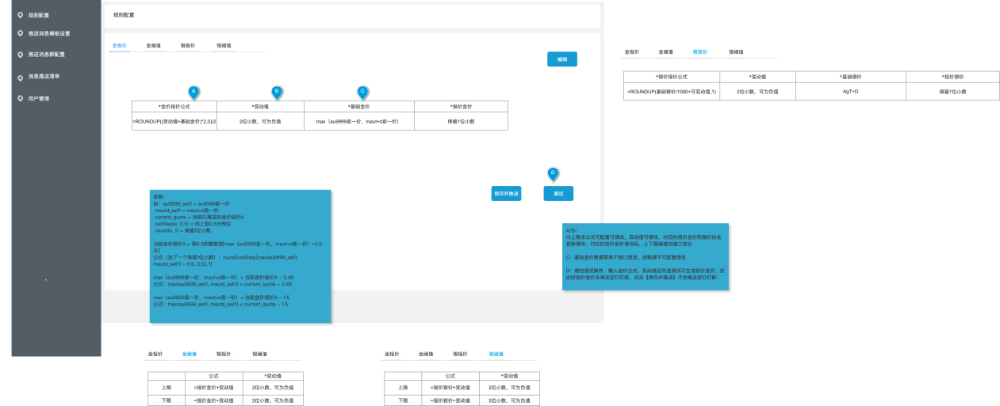 规则配置
推送消息模板设置
推送消息群配置
消息推送清单
用户管理
规则配置
金报价 金阈值 银报价 银阈值
编辑
A B C
*金价报价公式 *变动值 *基础金价 *报价金价
=ROUNDUP((变动值+基础金价)*2,0)/2 2位小数，可为负值 max（au9999卖一价，maut+d卖一价） 保留1位小数
D
保存并推送 测试
举例：
如：au9999_sell1 = au9999卖一价
mautd_sell1 = maut+d卖一价
current_quote = 当前已推送的金价报价A
ceilStep(x, 0.5) = 向上取0.5元档位
round(x, 1) = 保留1位小数
当前金价报价A = 取0.5的整数倍[max（au9999卖一价，maut+d卖一价）+0.5
元]
公式（加了一个保留1位小数）：round(ceilStep(max(au9999_sell1,
mautd_sell1) + 0.5, 0.5), 1)
max（au9999卖一价，maut+d卖一价）> 当前金价报价A − 0.49
公式：max(au9999_sell1, mautd_sell1) > current_quote − 0.49
max（au9999卖一价，maut+d卖一价）< 当前金价报价A − 1.5
公式：max(au9999_sell1, mautd_sell1) < current_quote − 1.5
A/B：
以上要求公式可配置可修改，变动值可修改，对应的报价金价和银价也会
更新修改，对应的报价金价修改后，上下限阈值也随之变化
C：基础金价数据原来于接口推送，该数据不可配置修改
D：增加测试操作，输入金价公式、变动值后先垫测试可生成报价金价，但
此时报价金价未推送至钉钉群，点击【保存并推送】才会推送至钉钉群；
金报价 金阈值 银报价 银阈值
*银价报价公式 *变动值 *基础银价 *报价银价
=ROUNDUP(基础银价/1000+可变动值,1) 2位小数，可为负值 AgT+D 保留1位小数
金报价 金阈值 银报价 银阈值
公式 *变动值
上限 =报价金价+变动值 2位小数，可为负值
下限 =报价金价+变动值 2位小数，可为负值
金报价 金阈值 银报价 银阈值
公式 *变动值
上限 =报价银价+变动值 2位小数，可为负值
下限 =报价银价+变动值 2位小数，可为负值